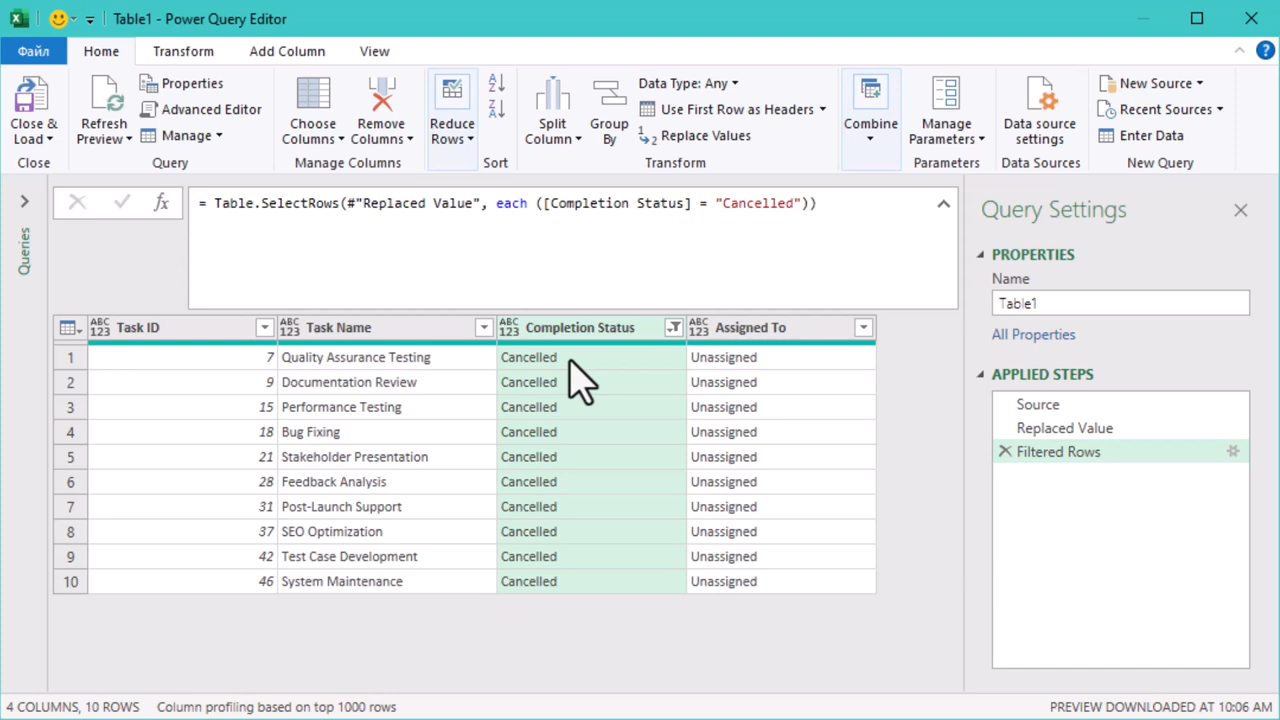 Table1 - Power Query Editor
Файл Home Transform Add Column View
Close & Load
Close
Refresh Preview
Properties
Advanced Editor
Manage
Query
Choose Columns
Remove Columns
Manage Columns
Reduce Rows
Sort
Split Column
Group By
Data Type: Any
Use First Row as Headers
Replace Values
Transform
Combine
Manage Parameters
Parameters
Data source settings
Data Sources
New Source
Recent Sources
Enter Data
New Query
Queries
fx
= Table.SelectRows(#"Replaced Value", each ([Completion Status] = "Cancelled"))
ABC 123 Task ID ABC 123 Task Name ABC 123 Completion Status ABC 123 Assigned To
1 7 Quality Assurance Testing Cancelled Unassigned
2 9 Documentation Review Cancelled Unassigned
3 15 Performance Testing Cancelled Unassigned
4 18 Bug Fixing Cancelled Unassigned
5 21 Stakeholder Presentation Cancelled Unassigned
6 28 Feedback Analysis Cancelled Unassigned
7 31 Post-Launch Support Cancelled Unassigned
8 37 SEO Optimization Cancelled Unassigned
9 42 Test Case Development Cancelled Unassigned
10 46 System Maintenance Cancelled Unassigned
Query Settings
PROPERTIES
Name
Table1
All Properties
APPLIED STEPS
Source
Replaced Value
Filtered Rows
4 COLUMNS, 10 ROWS Column profiling based on top 1000 rows PREVIEW DOWNLOADED AT 10:06 AM